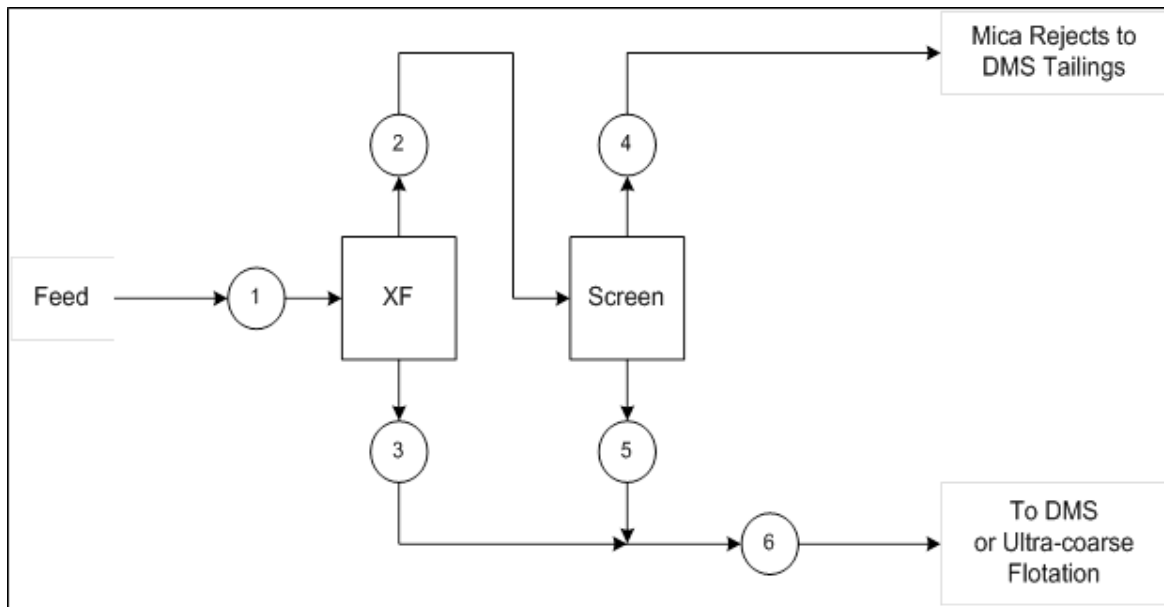 Mica Rejects to
DMS Tailings
2
4
Feed
1
XF
Screen
3
5
6
To DMS
or Ultra-coarse
Flotation